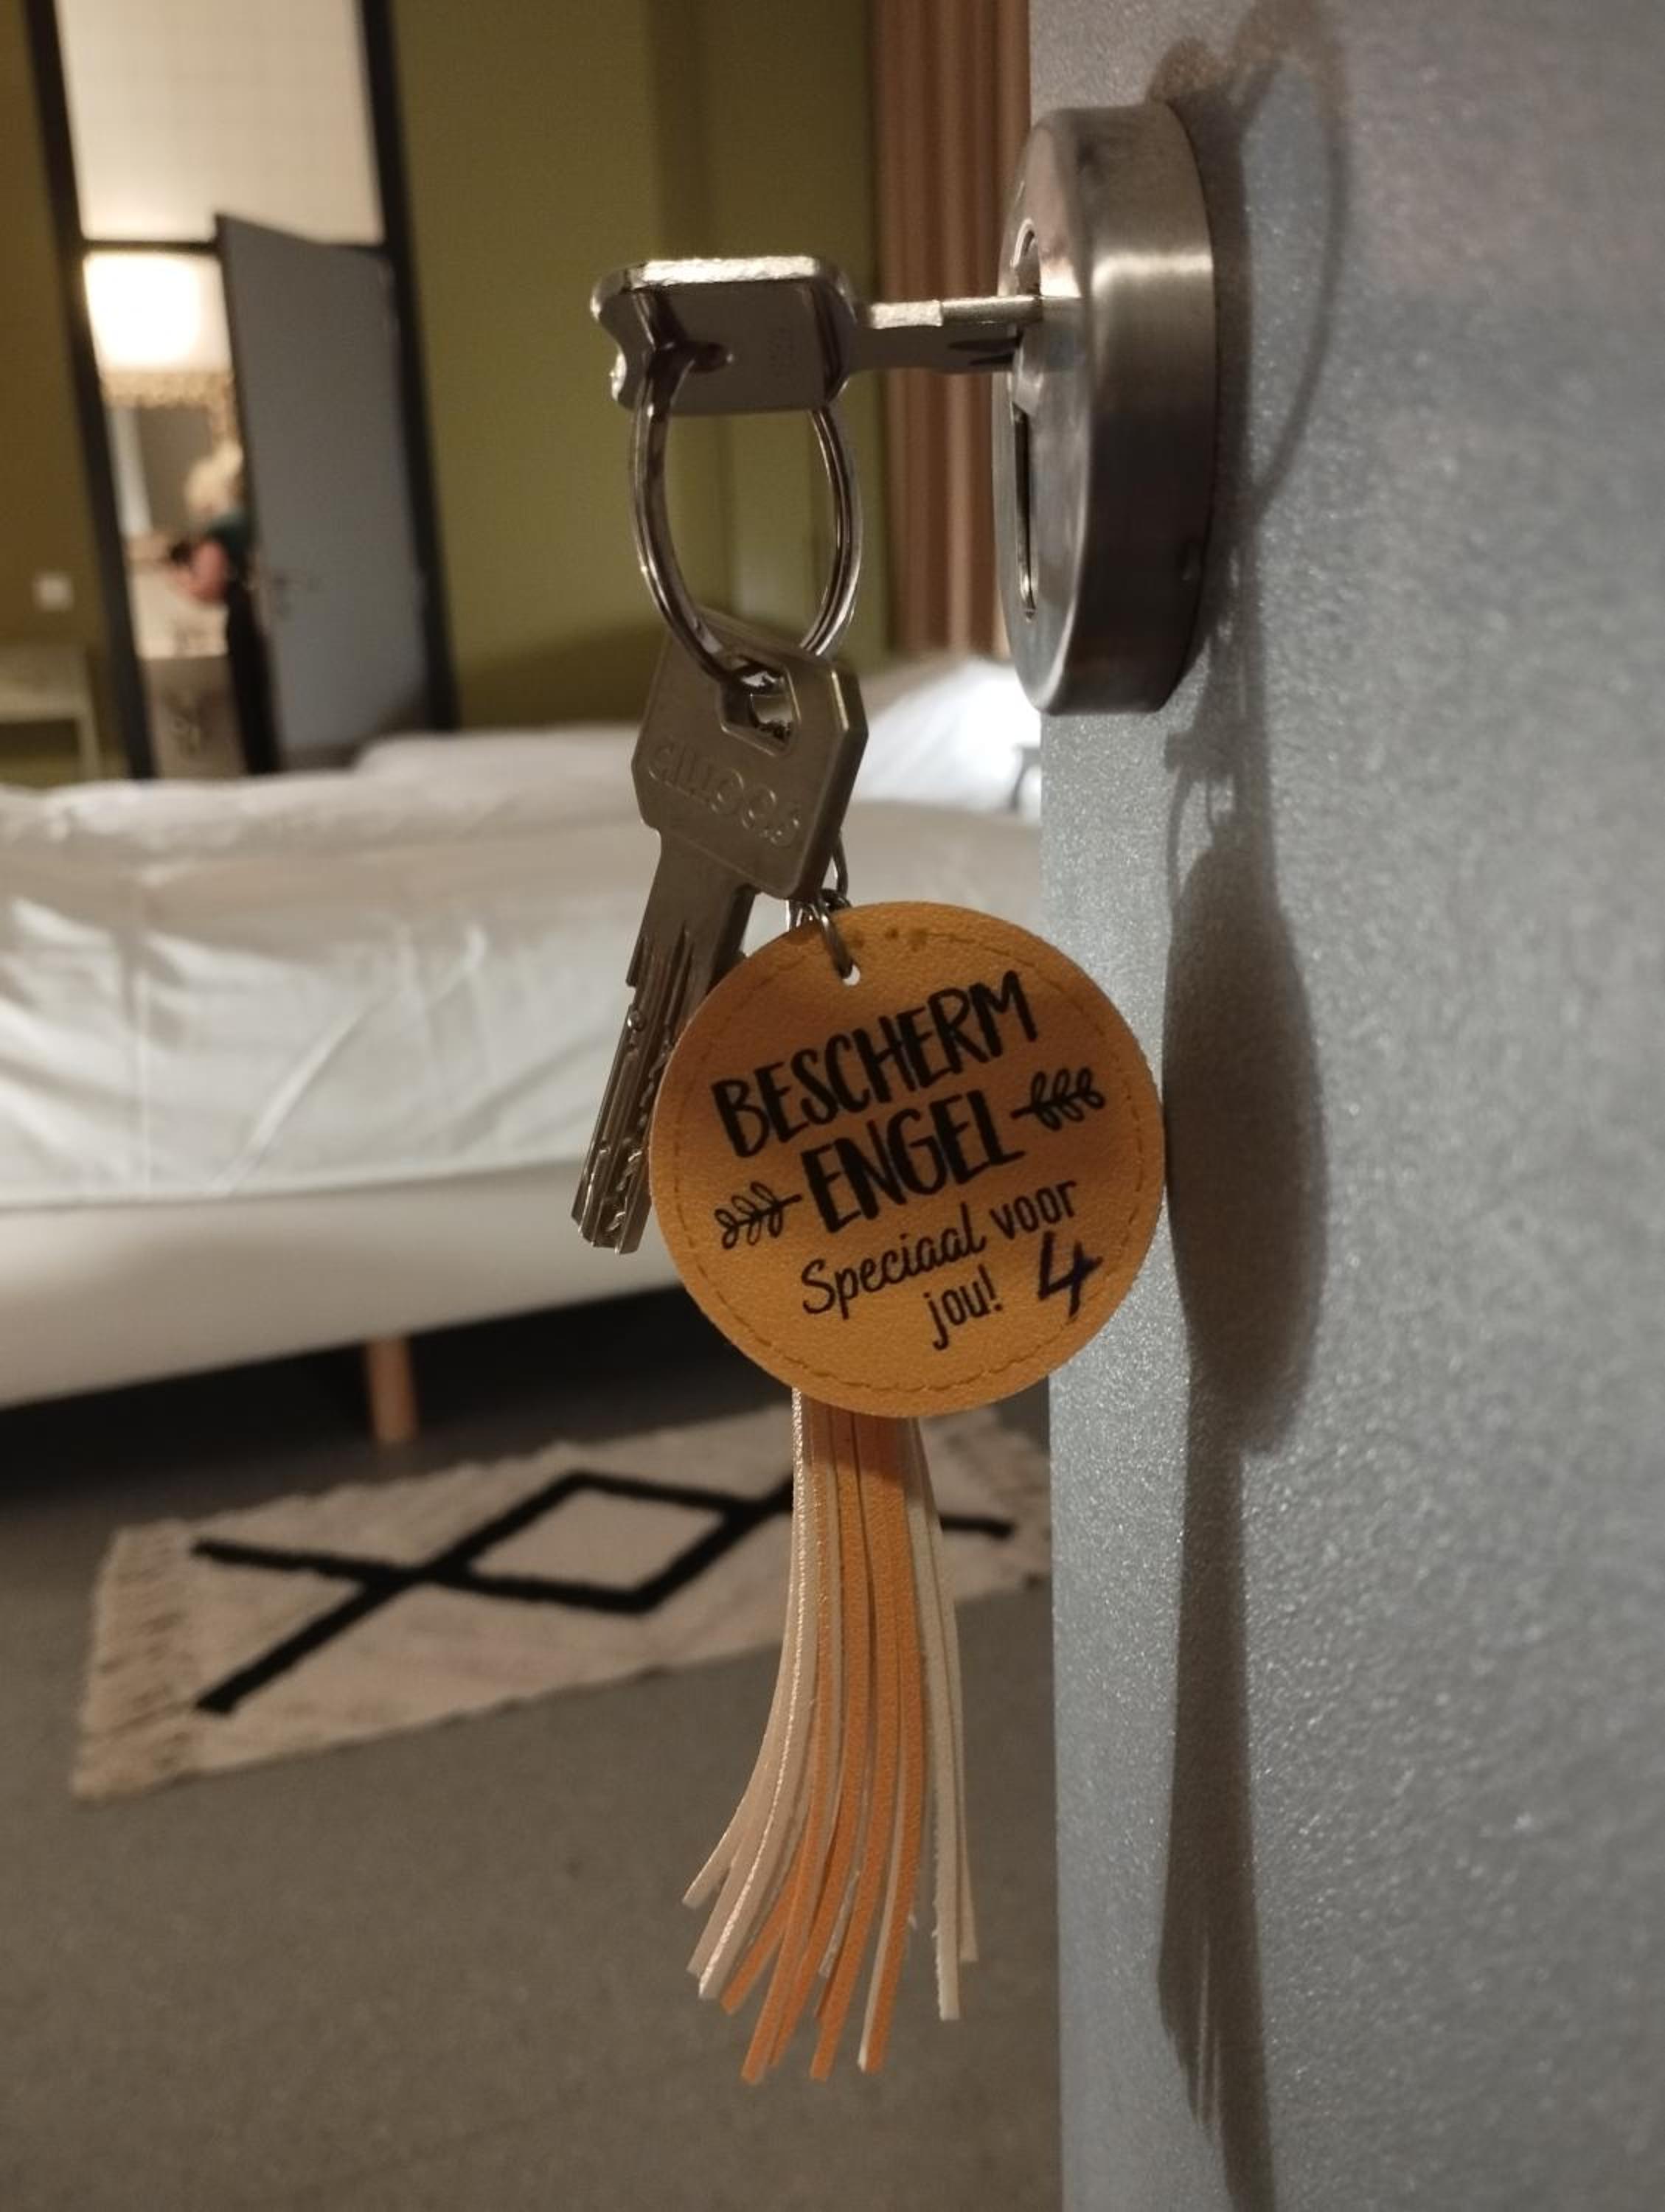 BESCHERM
ENGEL
Speciaal voor
jou! 4